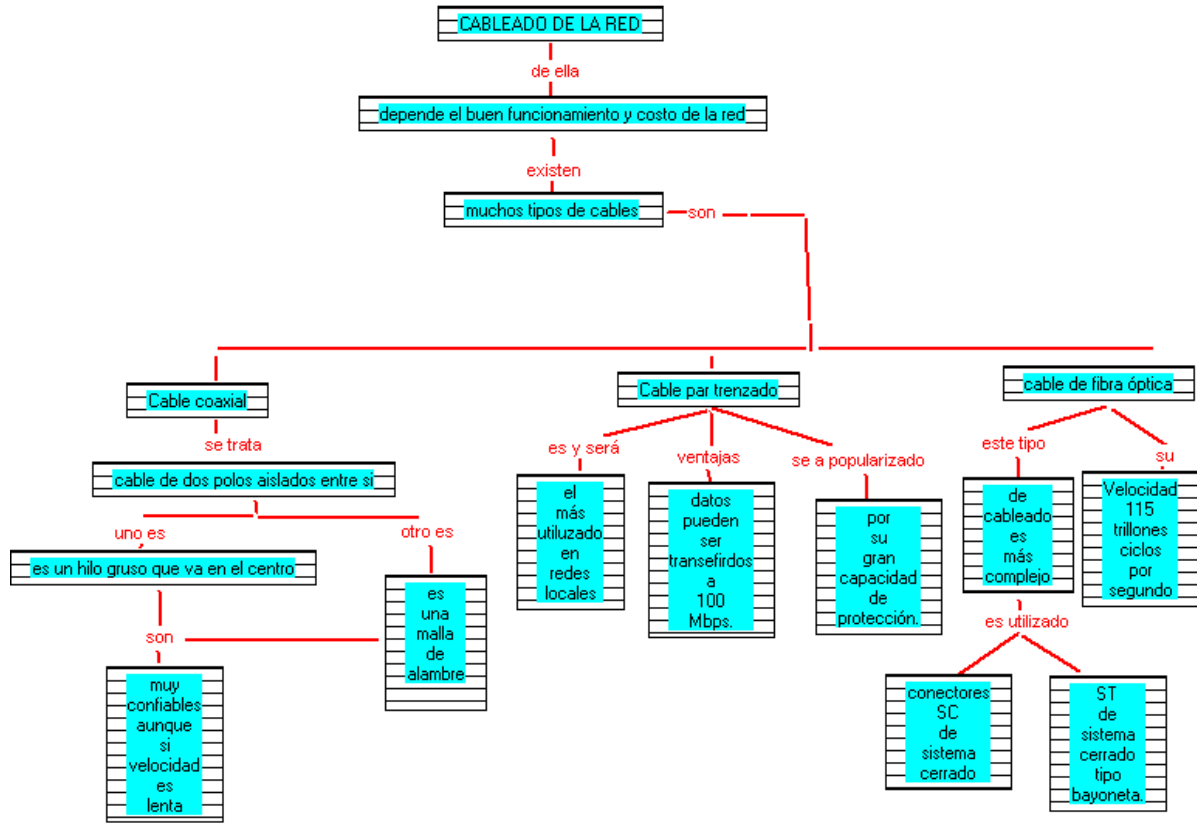 CABLEADO DE LA RED
de ella
depende el buen funcionamiento y costo de la red
existen
muchos tipos de cables
son
Cable coaxial
se trata
cable de dos polos aislados entre si
uno es
es un hilo gruso que va en el centro
otro es
es
una
malla
de
alambre
son
muy
confiables
aunque
si
velocidad
es
lenta
Cable par trenzado
es y será
el
más
utilizado
en
redes
locales
ventajas
datos
pueden
ser
transefirdos
a
100
Mbps.
se a popularizado
por
su
gran
capacidad
de
protección.
cable de fibra óptica
este tipo
de
cableado
es
más
complejo
su
Velocidad
115
trillones
ciclos
por
segundo
es utilizado
conectores
SC
de
sistema
cerrado
ST
de
sistema
cerrado
tipo
bayoneta.